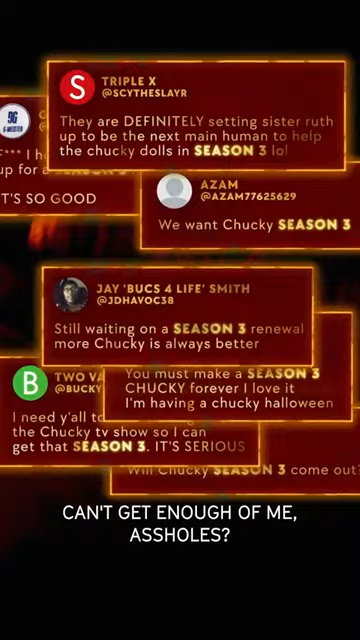 TRIPLE X
@SCYTHESLAYR
They are DEFINITELY setting sister ruth
up to be the next main human to help
the chucky dolls in SEASON 3 lol
9G
G-MEISTER
up for a
T'S SO GOOD
AZAM
@AZAM77625629
We want Chucky SEASON 3
JAY 'BUCS 4 LIFE' SMITH
@JDHAVOC38
Still waiting on a SEASON 3 renewal
more Chucky is always better
You must make a SEASON 3
CHUCKY forever I love it
I'm having a chucky halloween
B
TWO
@BUCKY
I need y'all to
the Chucky tv show so I can
get that SEASON 3. IT'S SERIOUS
Will Chucky SEASON 3 come out?
CAN'T GET ENOUGH OF ME,
ASSHOLES?